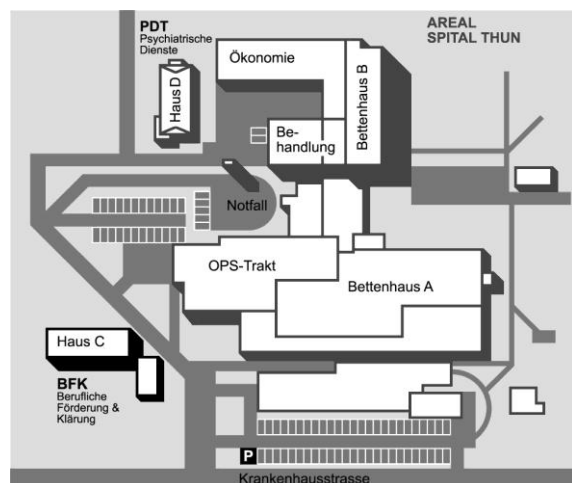 AREAL
SPITAL THUN
PDT
Psychiatrische
Dienste
Haus D
Ökonomie
Bettenhaus B
Be-
handlung
Notfall
OPS-Trakt
Bettenhaus A
Haus C
BFK
Berufliche
Förderung &
Klärung
P
Krankenhausstrasse